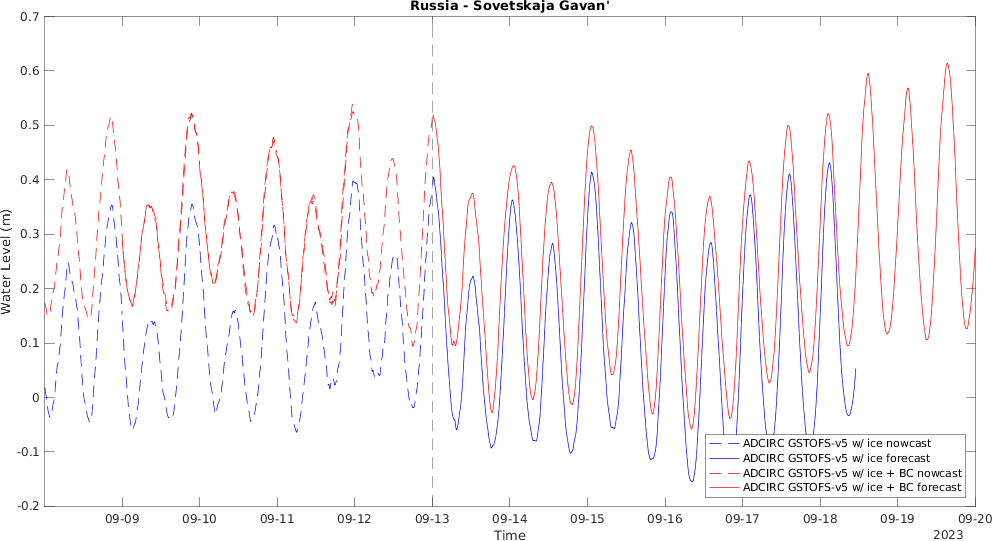 Russia - Sovetskaja Gavan'
0.7
0.6
0.5
0.4
0.3
0.2
0.1
0
-0.1
-0.2
Water Level (m)
ADCIRC GSTOFS-v5 w/ ice nowcast
ADCIRC GSTOFS-v5 w/ ice forecast
ADCIRC GSTOFS-v5 w/ ice + BC nowcast
ADCIRC GSTOFS-v5 w/ ice + BC forecast
09-09 09-10 09-11 09-12 09-13 09-14 09-15 09-16 09-17 09-18 09-19 09-20
Time
2023